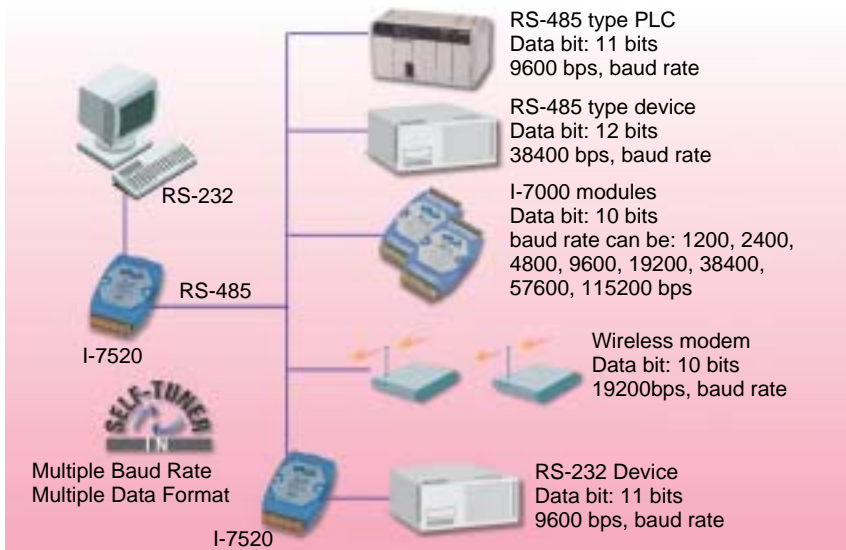 RS-485 type PLC
Data bit: 11 bits
9600 bps, baud rate
RS-485 type device
Data bit: 12 bits
38400 bps, baud rate
RS-232
I-7000 modules
Data bit: 10 bits
baud rate can be: 1200, 2400,
4800, 9600, 19200, 38400,
57600, 115200 bps
RS-485
I-7520
Wireless modem
Data bit: 10 bits
19200bps, baud rate
SELF-TUNER
Multiple Baud Rate
Multiple Data Format
RS-232 Device
Data bit: 11 bits
9600 bps, baud rate
I-7520